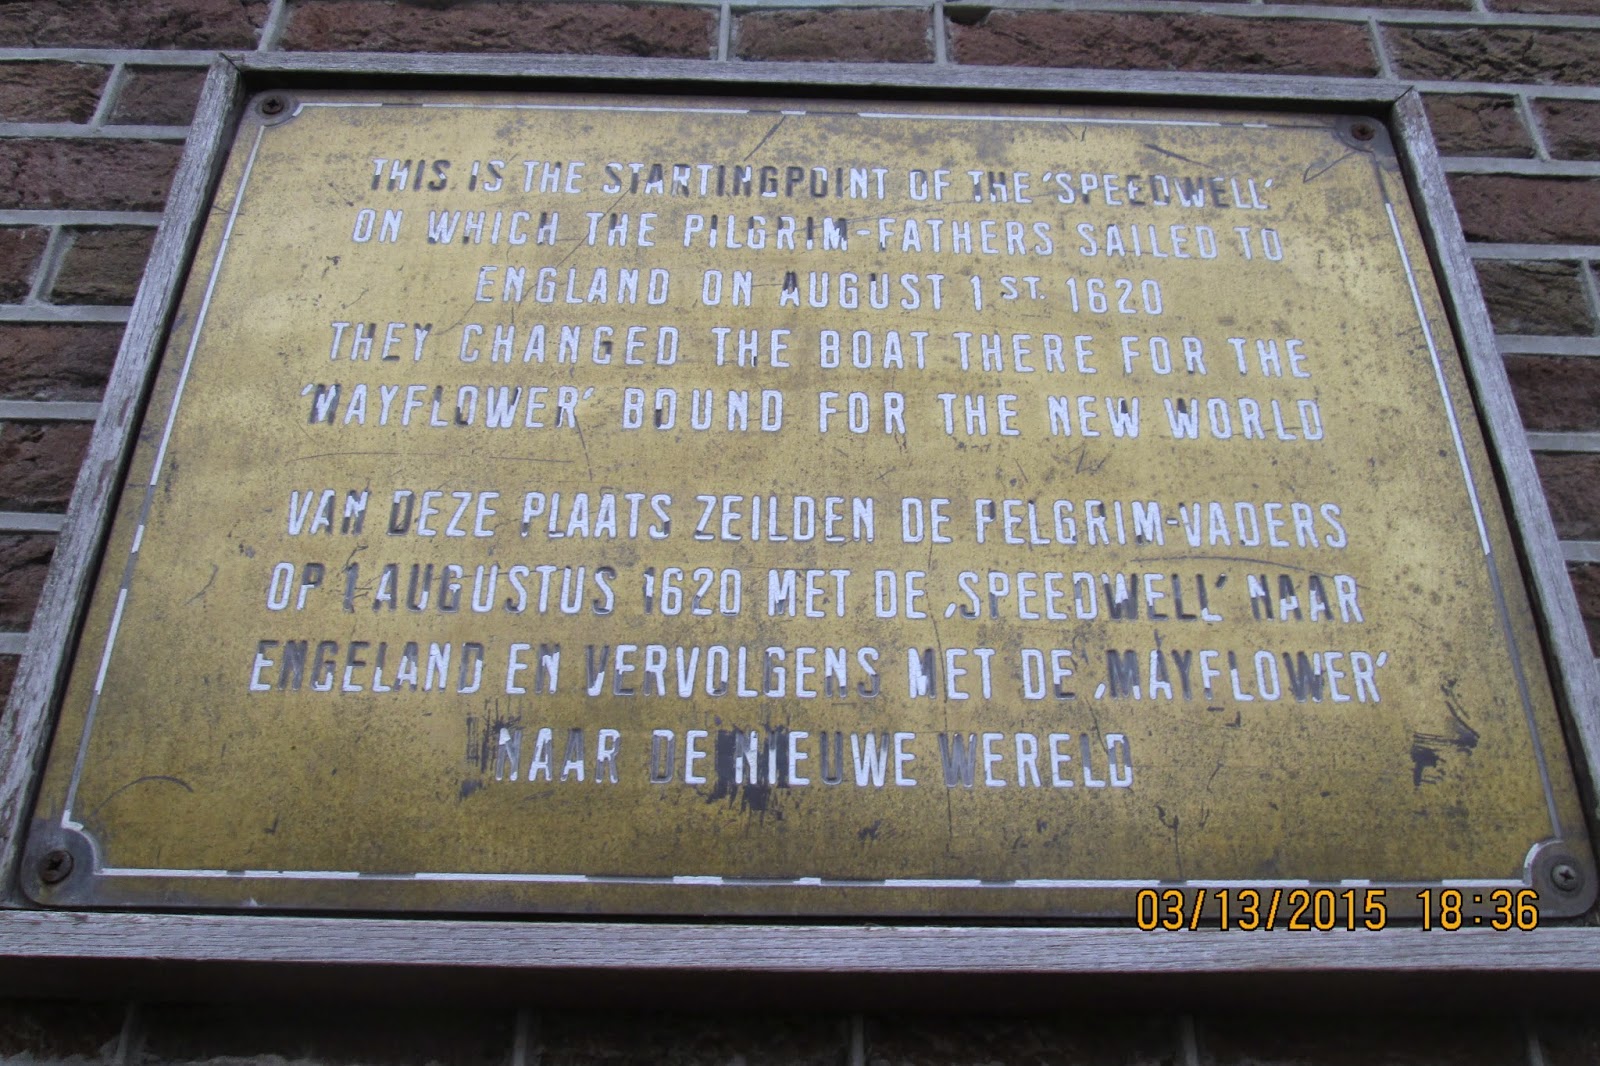 THIS IS THE STARTINGPOINT OF THE 'SPEEDWELL'
ON WHICH THE PILGRIM-FATHERS SAILED TO
ENGLAND ON AUGUST 1ST. 1620
THEY CHANGED THE BOAT THERE FOR THE
'MAYFLOWER' BOUND FOR THE NEW WORLD
VAN DEZE PLAATS ZEILDEN DE PELGRIM-VADERS
OP 1 AUGUSTUS 1620 MET DE ‚SPEEDWELL' NAAR
ENGELAND EN VERVOLGENS MET DE ‚MAYFLOWER'
NAAR DE NIEUWE WERELD
03/13/2015 18:36